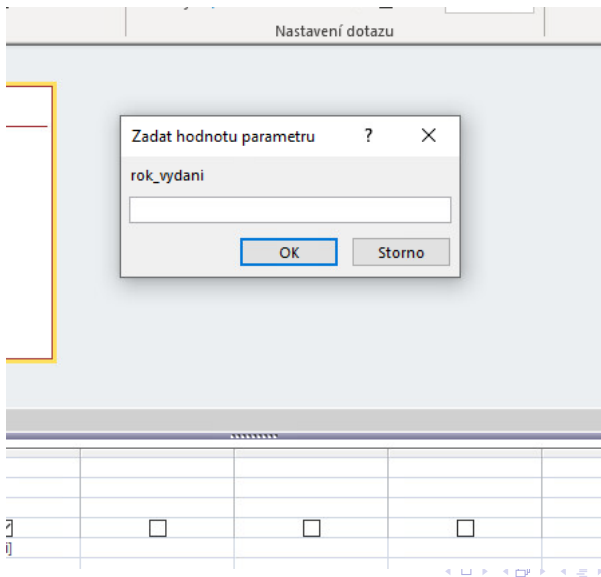 Nastavení dotazu
Zadat hodnotu parametru ? X
rok_vydani
OK Storno